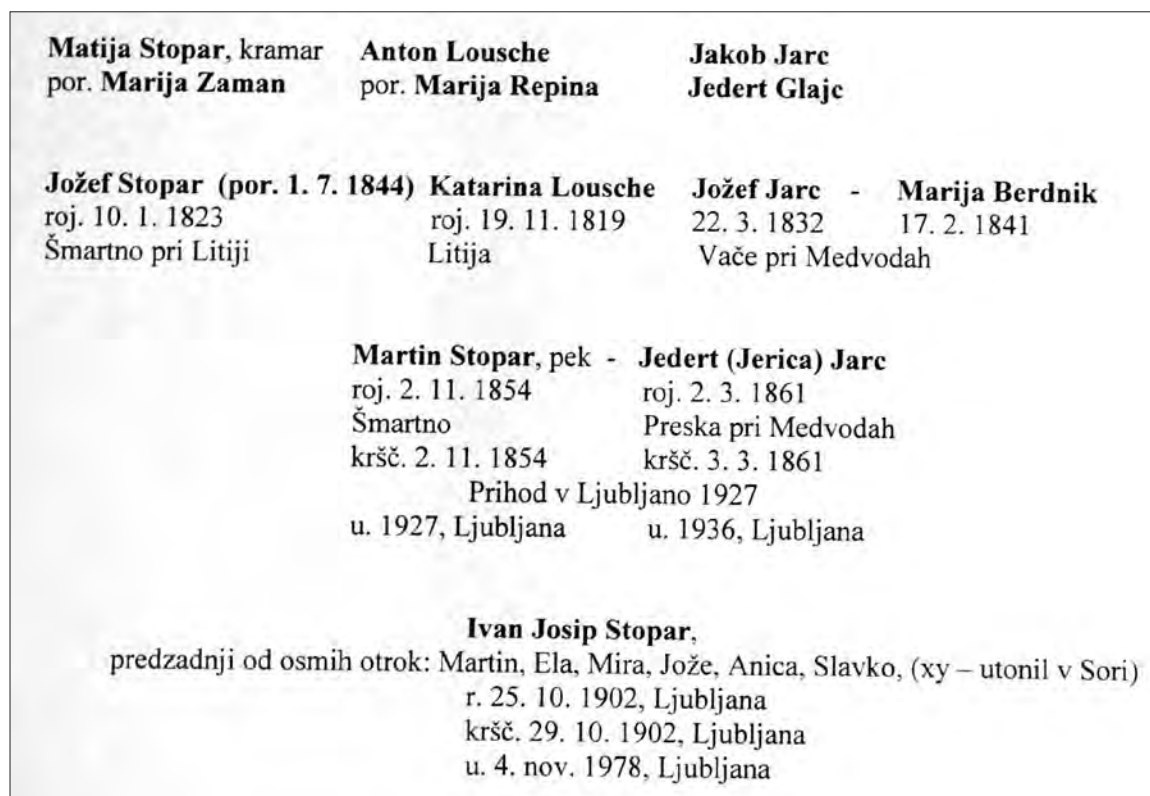 Matija Stopar, kramar Anton Lousche Jakob Jarc
por. Marija Zaman por. Marija Repina Jedert Glajc
Jožef Stopar (por. 1. 7. 1844) Katarina Lousche Jožef Jarc - Marija Berdnik
roj. 10. 1. 1823 roj. 19. 11. 1819 22. 3. 1832 17. 2. 1841
Šmartno pri Litiji Litija Vače pri Medvodah
Martin Stopar, pek - Jedert (Jerica) Jarc
roj. 2. 11. 1854 roj. 2. 3. 1861
Šmartno Preska pri Medvodah
kršč. 2. 11. 1854 kršč. 3. 3. 1861
Prihod v Ljubljano 1927
u. 1927, Ljubljana u. 1936, Ljubljana
Ivan Josip Stopar,
predzadnji od osmih otrok: Martin, Ela, Mira, Jože, Anica, Slavko, (xy – utonil v Sori)
r. 25. 10. 1902, Ljubljana
kršč. 29. 10. 1902, Ljubljana
u. 4. nov. 1978, Ljubljana